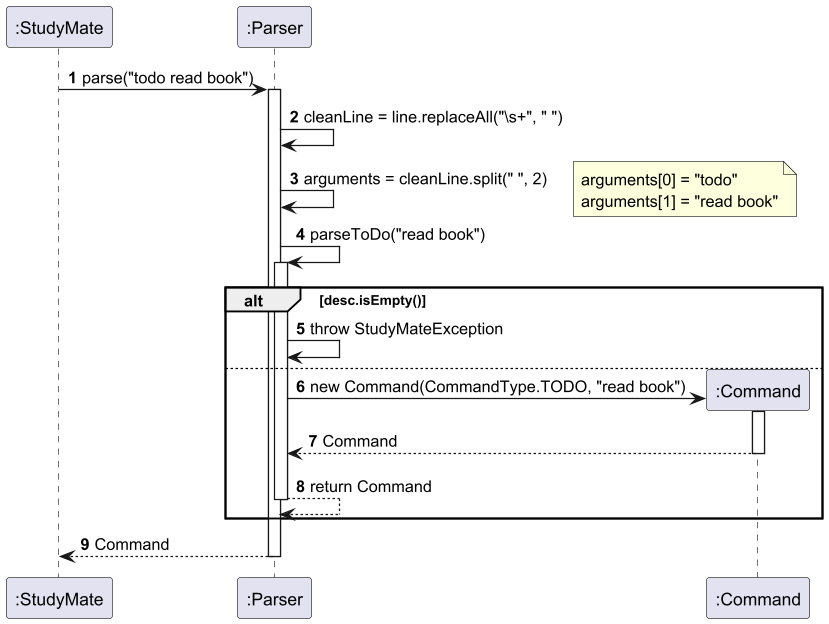 :StudyMate
:Parser
1 parse("todo read book")
2 cleanLine = line.replaceAll("\s+", " ")
3 arguments = cleanLine.split(" ", 2)
arguments[0] = "todo"
arguments[1] = "read book"
4 parseToDo("read book")
alt
[desc.isEmpty()]
5 throw StudyMateException
6 new Command(CommandType.TODO, "read book")
:Command
7 Command
8 return Command
9 Command
:StudyMate
:Parser
:Command